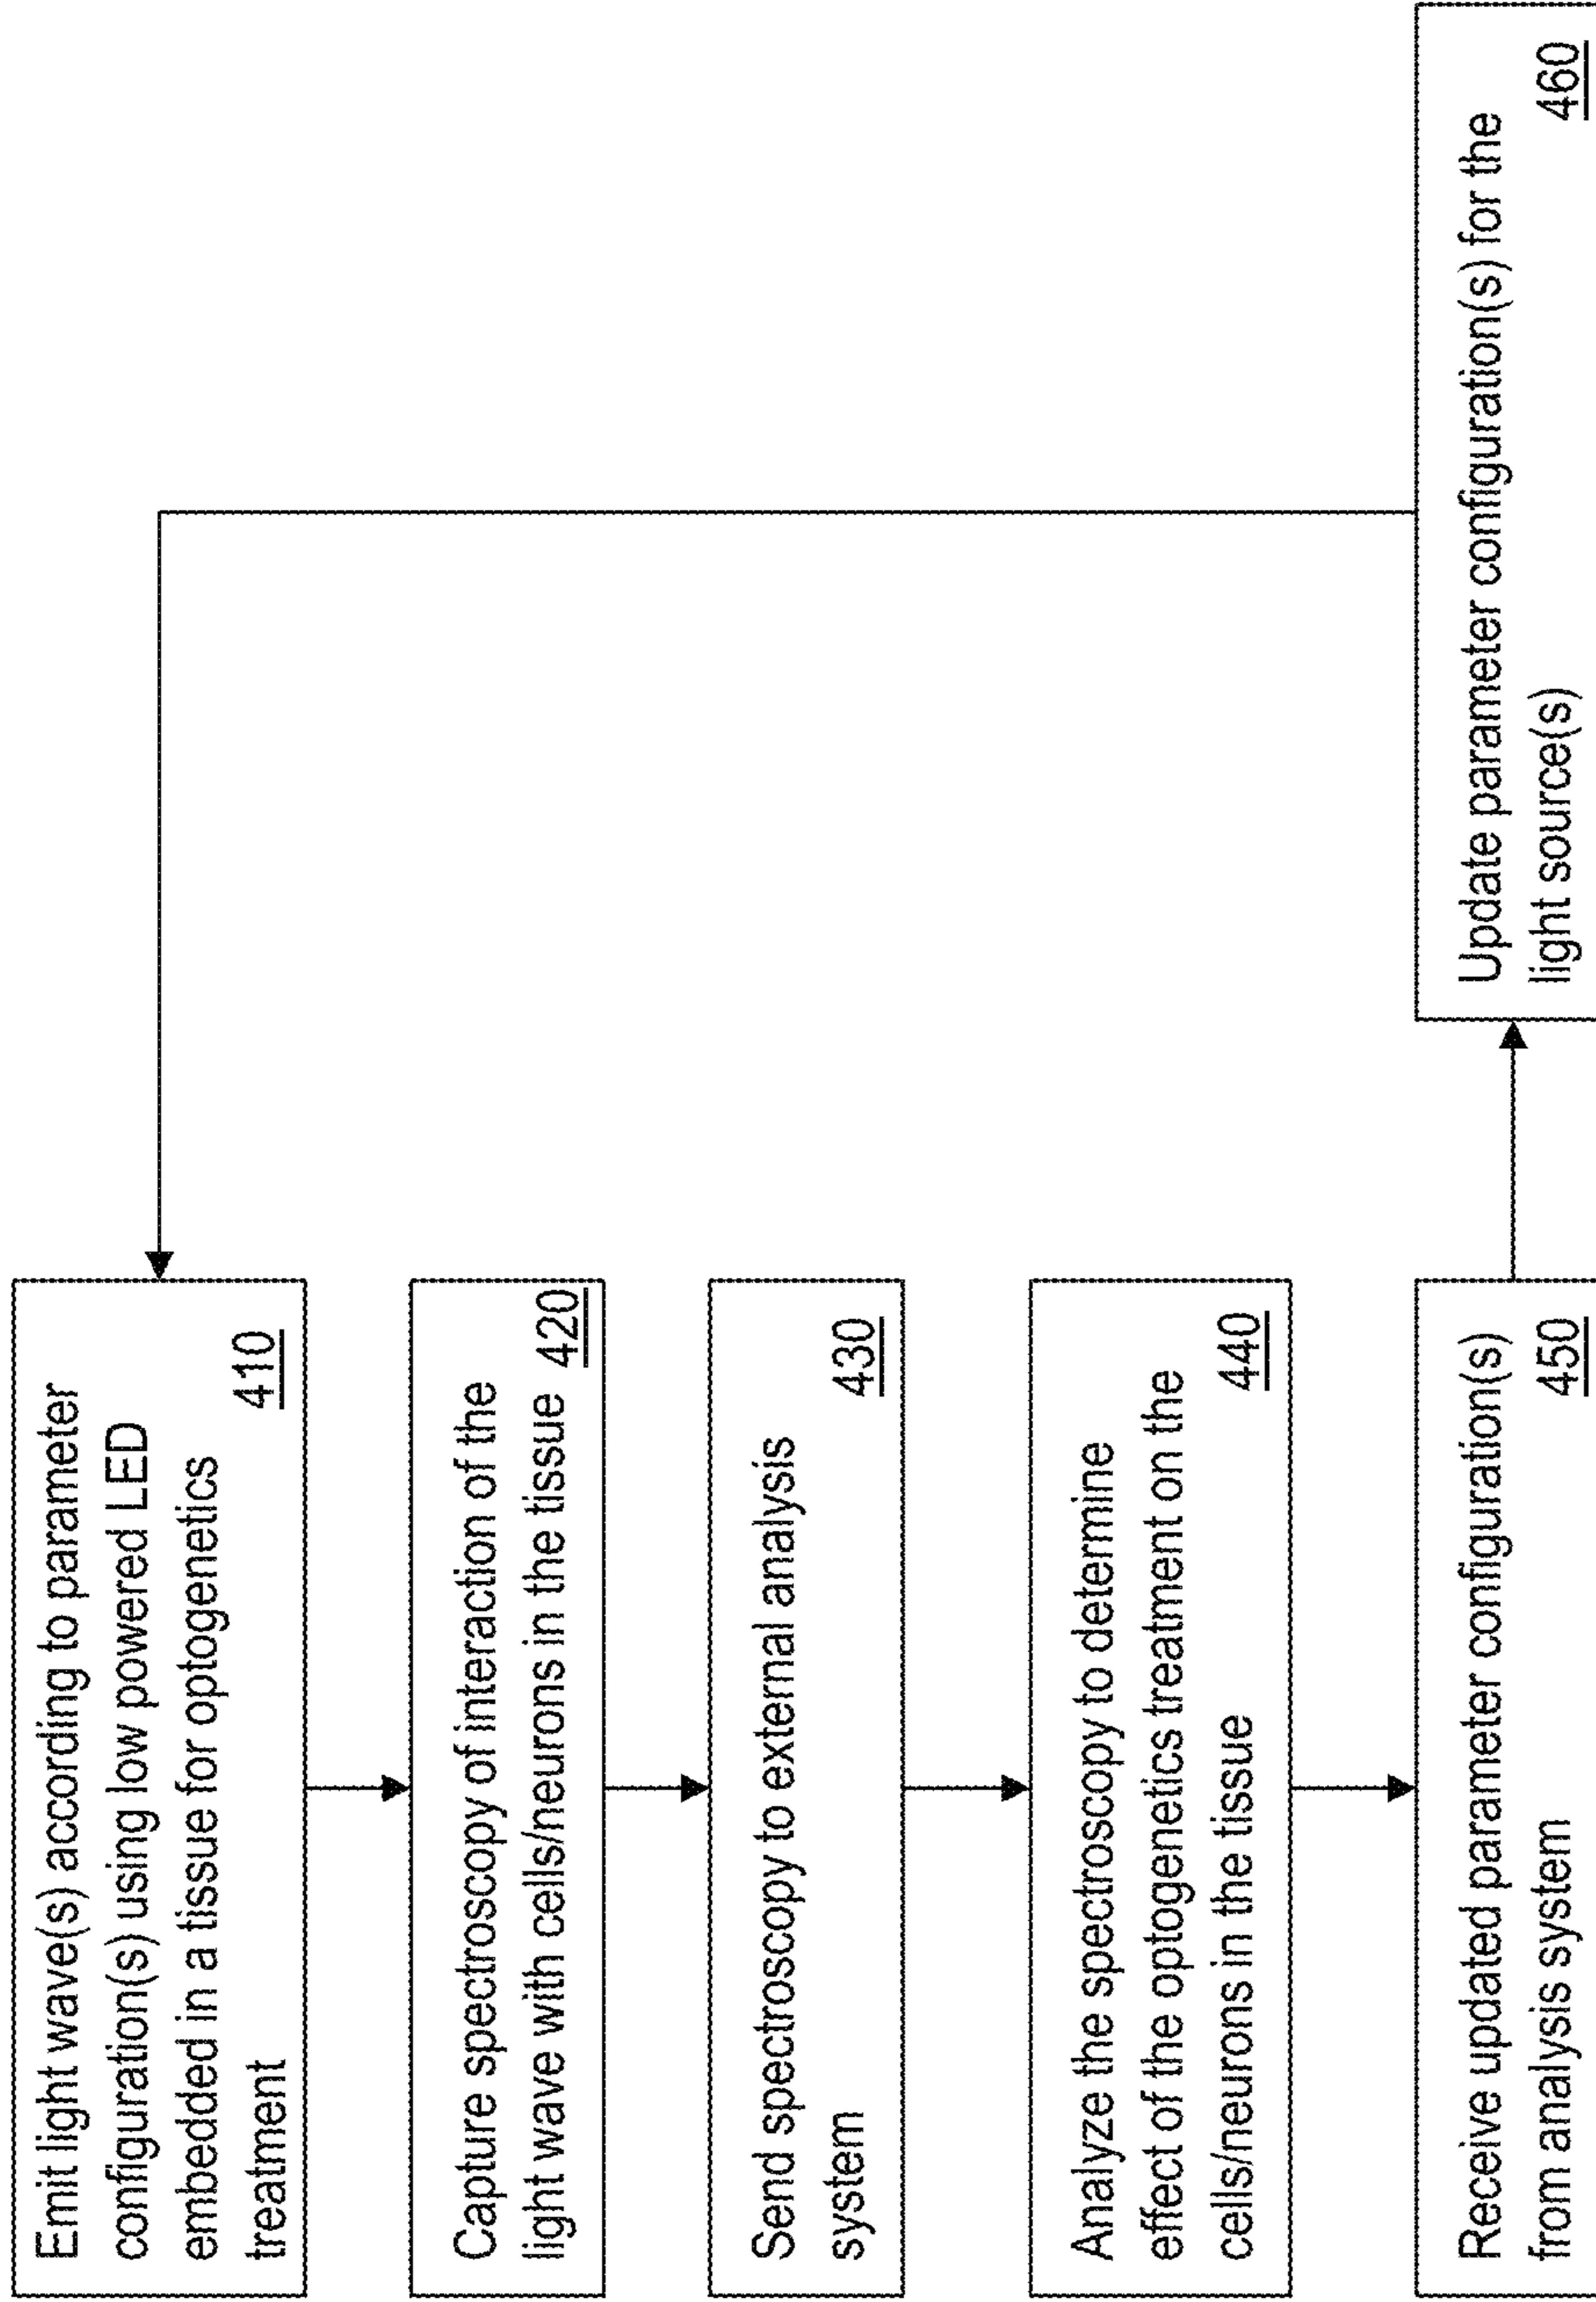 Emit light wave(s) according to parameter
configuration(s) using low powered LED
embedded in a tissue for optogenetics
treatment
410
Capture spectroscopy of interaction of the
light wave with cells/neurons in the tissue
420
Send spectroscopy to external analysis
system
430
Analyze the spectroscopy to determine
effect of the optogenetics treatment on the
cells/neurons in the tissue
440
Receive updated parameter configuration(s)
from analysis system
450
Update parameter configuration(s) for the
light source(s)
460